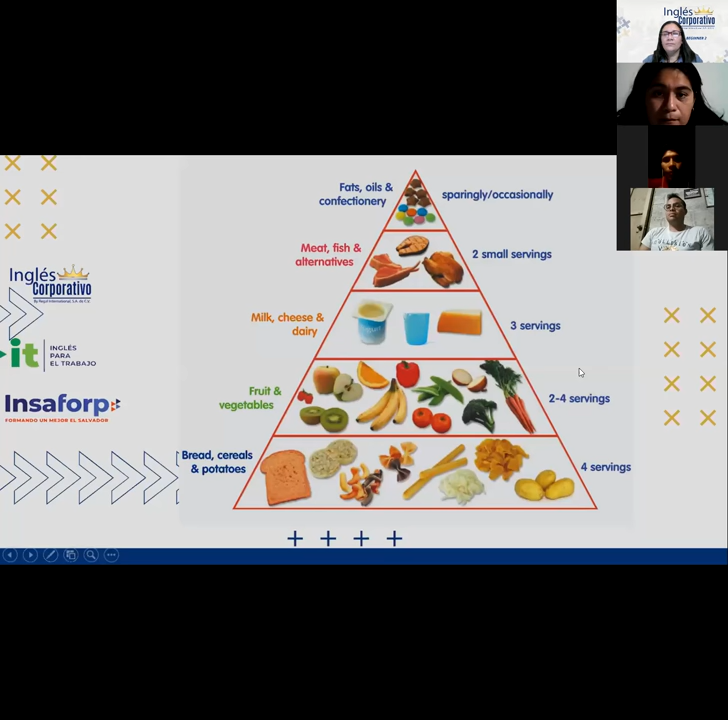 Inglés
Corporativo
BEGINNER 2
Fats, oils &
confectionery
sparingly/occasionally
Meat, fish &
alternatives
2 small servings
Inglés
Corporativo
Milk, cheese &
dairy
3 servings
it
INGLÉS
PARA
EL TRABAJO
Insaforp
FORMANDO UN MEJOR EL SALVADOR
Fruit &
vegetables
2-4 servings
Bread, cereals
& potatoes
4 servings